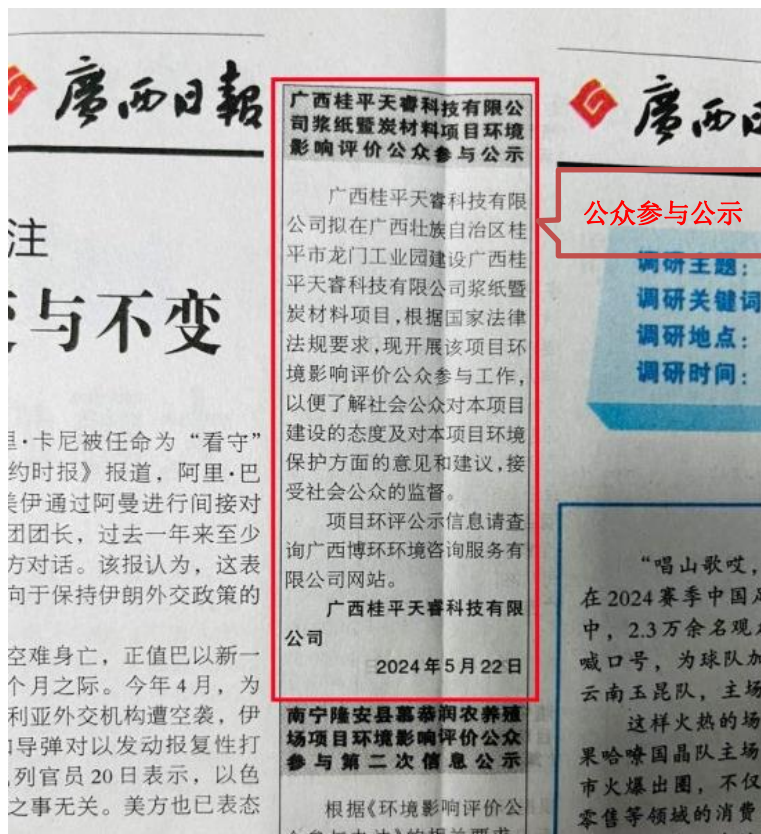 廣西日報
注
与不变
里·卡尼被任命为“看守”
约时报》报道，阿里·巴
美伊通过阿曼进行间接对
团团长，过去一年来至少
方对话。该报认为，这表
向于保持伊朗外交政策的
空难身亡，正值巴以新一
个月之际。今年4月，为
利亚外交机构遭空袭，伊
导弹对以发动报复性打
列官员20日表示，以色
之事无关。美方也已表态
广西桂平天睿科技有限公
司浆纸暨炭材料项目环境
影响评价公众参与公示
广西桂平天睿科技有限
公司拟在广西壮族自治区桂
平市龙门工业园建设广西桂
平天睿科技有限公司浆纸暨
炭材料项目,根据国家法律
法规要求,现开展该项目环
境影响评价公众参与工作,
以便了解社会公众对本项目
建设的态度及对本项目环境
保护方面的意见和建议,接
受社会公众的监督。
项目环评公示信息请查
询广西博环环境咨询服务有
限公司网站。
广西桂平天睿科技有限
公司
2024年5月22日
南宁隆安县慕恭润农养殖
场项目环境影响评价公众
参与第二次信息公示
根据《环境影响评价公
众参与办法》的相关要求，
廣西
公众参与公示
调研主题：
调研关键词
调研地点：
调研时间：
“唱山歌哎，
在2024赛季中国
中，2.3万余名观
喊口号，为球队加
云南玉昆队，主场
这样火热的场
果哈嘹国晶队主场
市火爆出圈，不仅
零售等领域的消费